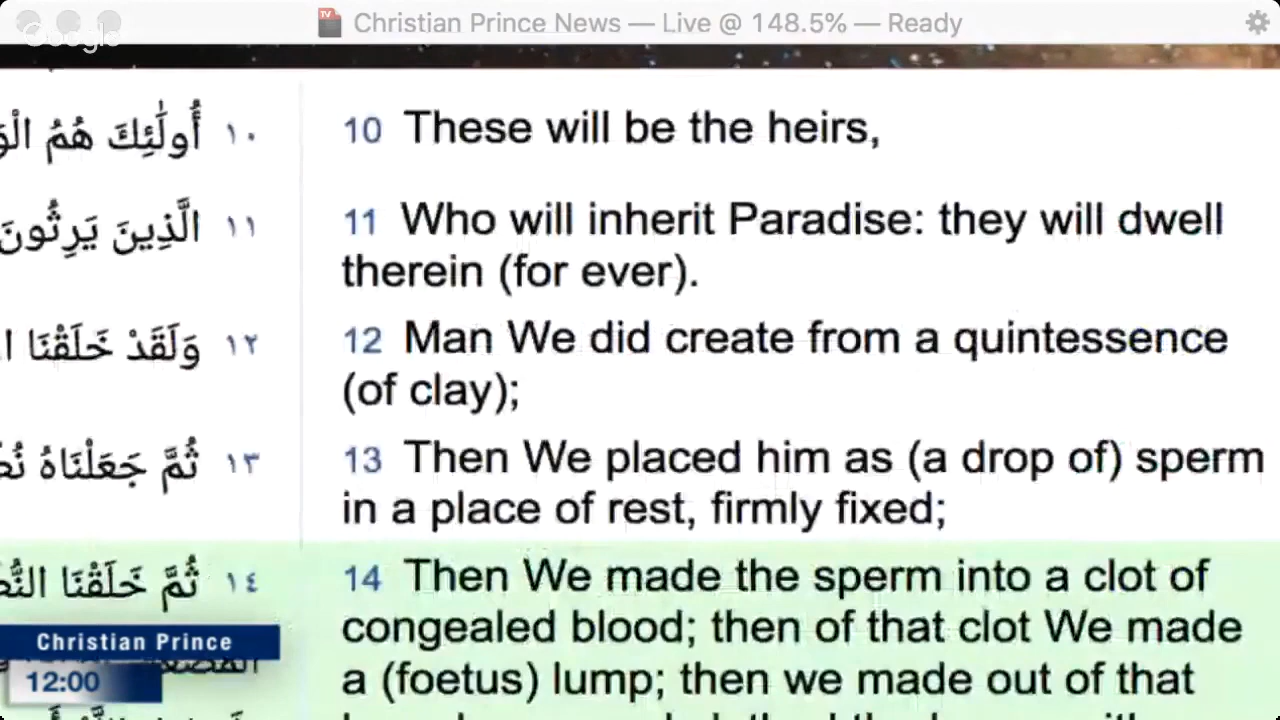 Google
Christian Prince News — Live @ 148.5% — Ready
١٠ أُولَٰئِكَ هُمُ
10 These will be the heirs,
١١ الَّذِينَ يَرِثُونَ
11 Who will inherit Paradise: they will dwell
therein (for ever).
١٢ وَلَقَدْ خَلَقْنَا
12 Man We did create from a quintessence
(of clay);
١٣ ثُمَّ جَعَلْنَاهُ
13 Then We placed him as (a drop of) sperm
in a place of rest, firmly fixed;
١٤ ثُمَّ خَلَقْنَا
14 Then We made the sperm into a clot of
congealed blood; then of that clot We made
a (foetus) lump; then we made out of that
Christian Prince
12:00